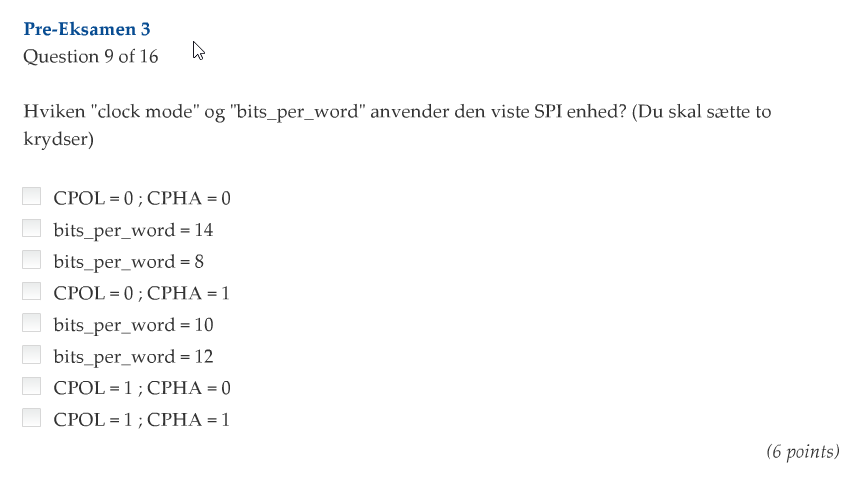 Pre-Eksamen 3
Question 9 of 16
Hviken "clock mode" og "bits_per_word" anvender den viste SPI enhed? (Du skal sætte to
krydser)
CPOL = 0 ; CPHA = 0
bits_per_word = 14
bits_per_word = 8
CPOL = 0 ; CPHA = 1
bits_per_word = 10
bits_per_word = 12
CPOL = 1 ; CPHA = 0
CPOL = 1 ; CPHA = 1
(6 points)